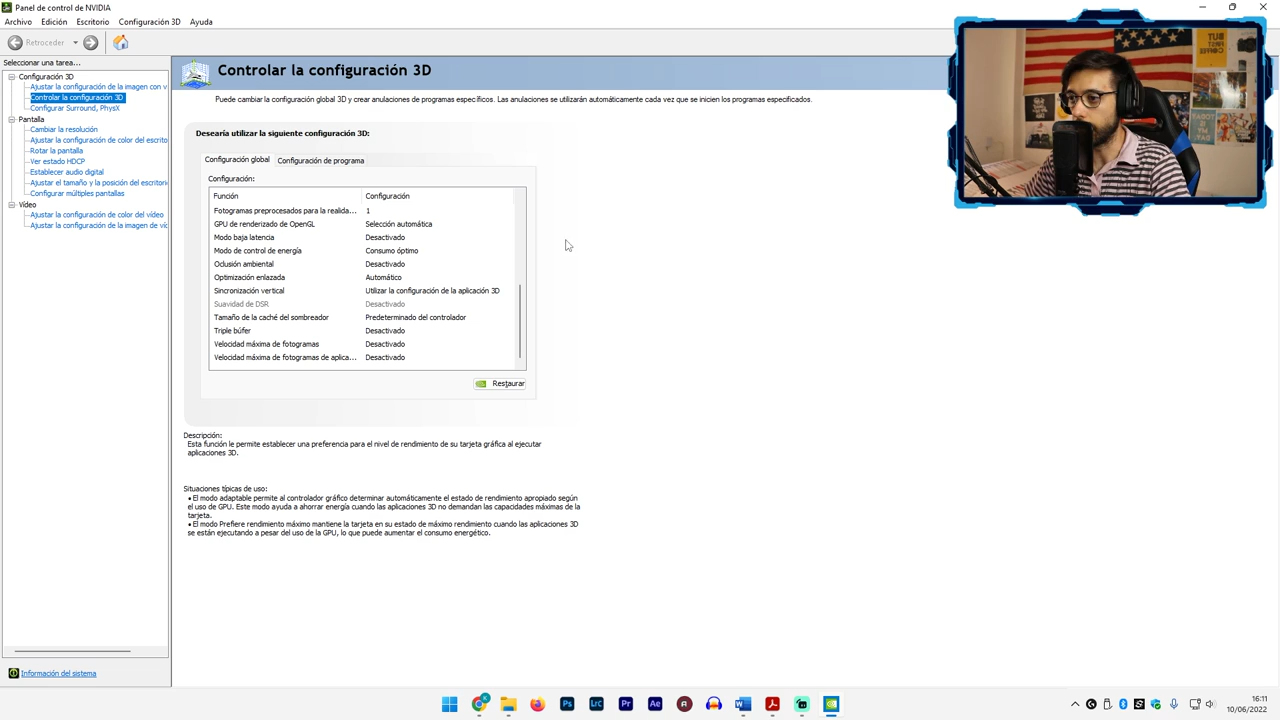 Panel de control de NVIDIA
Archivo Edición Escritorio Configuración 3D Ayuda
Retroceder
Seleccionar una tarea...
Configuración 3D
Ajustar la configuración de la imagen con v
Controlar la configuración 3D
Configurar Surround, PhysX
Pantalla
Cambiar la resolución
Ajustar la configuración de color del escrito
Rotar la pantalla
Ver estado HDCP
Establecer audio digital
Ajustar el tamaño y la posición del escritori
Configurar múltiples pantallas
Vídeo
Ajustar la configuración de color del vídeo
Ajustar la configuración de la imagen de víd
Información del sistema
Controlar la configuración 3D
Puede cambiar la configuración global 3D y crear anulaciones de programas específicos. Las anulaciones se utilizarán automáticamente cada vez que se inicien los programas especificados.
Desearía utilizar la siguiente configuración 3D:
Configuración global Configuración de programa
Configuración:
Función Configuración
Fotogramas preprocesados para la realida... 1
GPU de renderizado de OpenGL Selección automática
Modo baja latencia Desactivado
Modo de control de energía Consumo óptimo
Oclusión ambiental Desactivado
Optimización enlazada Automático
Sincronización vertical Utilizar la configuración de la aplicación 3D
Suavidad de DSR Desactivado
Tamaño de la caché del sombreador Predeterminado del controlador
Triple búfer Desactivado
Velocidad máxima de fotogramas Desactivado
Velocidad máxima de fotogramas de aplica... Desactivado
Restaurar
Descripción:
Esta función le permite establecer una preferencia para el nivel de rendimiento de su tarjeta gráfica al ejecutar
aplicaciones 3D.
Situaciones típicas de uso:
• El modo adaptable permite al controlador gráfico determinar automáticamente el estado de rendimiento apropiado según
el uso de GPU. Este modo ayuda a ahorrar energía cuando las aplicaciones 3D no demandan las capacidades máximas de la
tarjeta.
• El modo Prefiere rendimiento máximo mantiene la tarjeta en su estado de máximo rendimiento cuando las aplicaciones 3D
se están ejecutando a pesar del uso de la GPU, lo que puede aumentar el consumo energético.
K
Ps
Lrc
Pr
Ae
W
16:11
10/06/2022